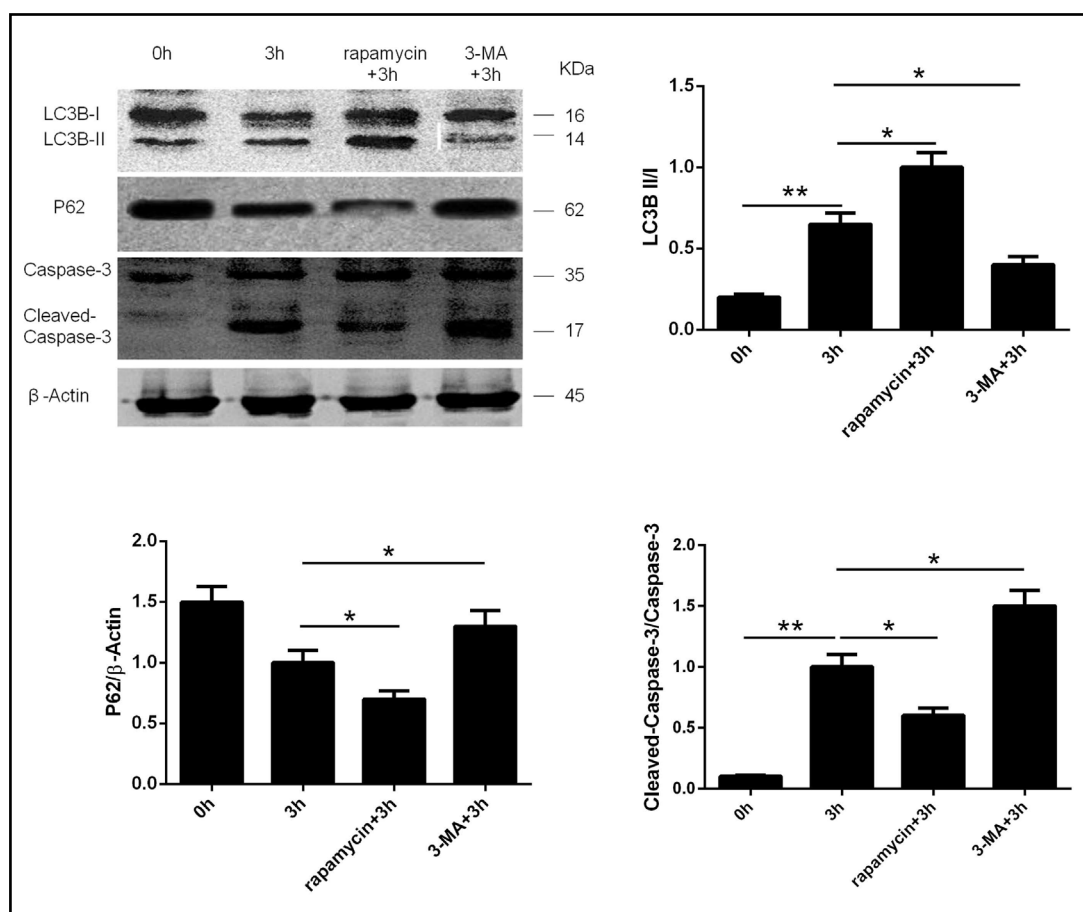 0h 3h rapamycin +3h 3-MA +3h KDa
LC3B-I 16
LC3B-II 14
P62 62
Caspase-3 35
Cleaved-Caspase-3 17
β-Actin 45
LC3B II/I
1.5
1.0
0.5
0.0
** * *
0h 3h rapamycin+3h 3-MA+3h
P62/β-Actin
2.0
1.5
1.0
0.5
0.0
* *
0h 3h rapamycin+3h 3-MA+3h
Cleaved-Caspase-3/Caspase-3
2.0
1.5
1.0
0.5
0.0
** * *
0h 3h rapamycin+3h 3-MA+3h